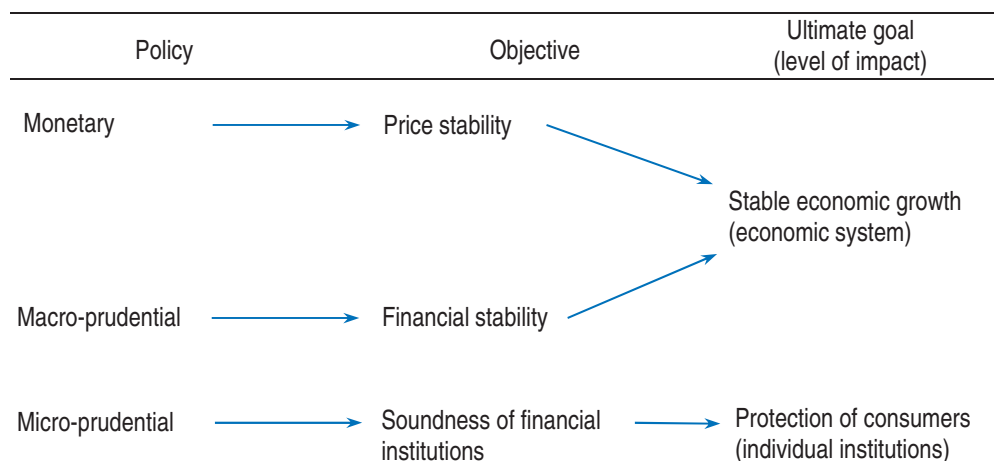 Policy
Objective
Ultimate goal
(level of impact)
Monetary
Price stability
Stable economic growth
(economic system)
Macro-prudential
Financial stability
Micro-prudential
Soundness of financial
institutions
Protection of consumers
(individual institutions)